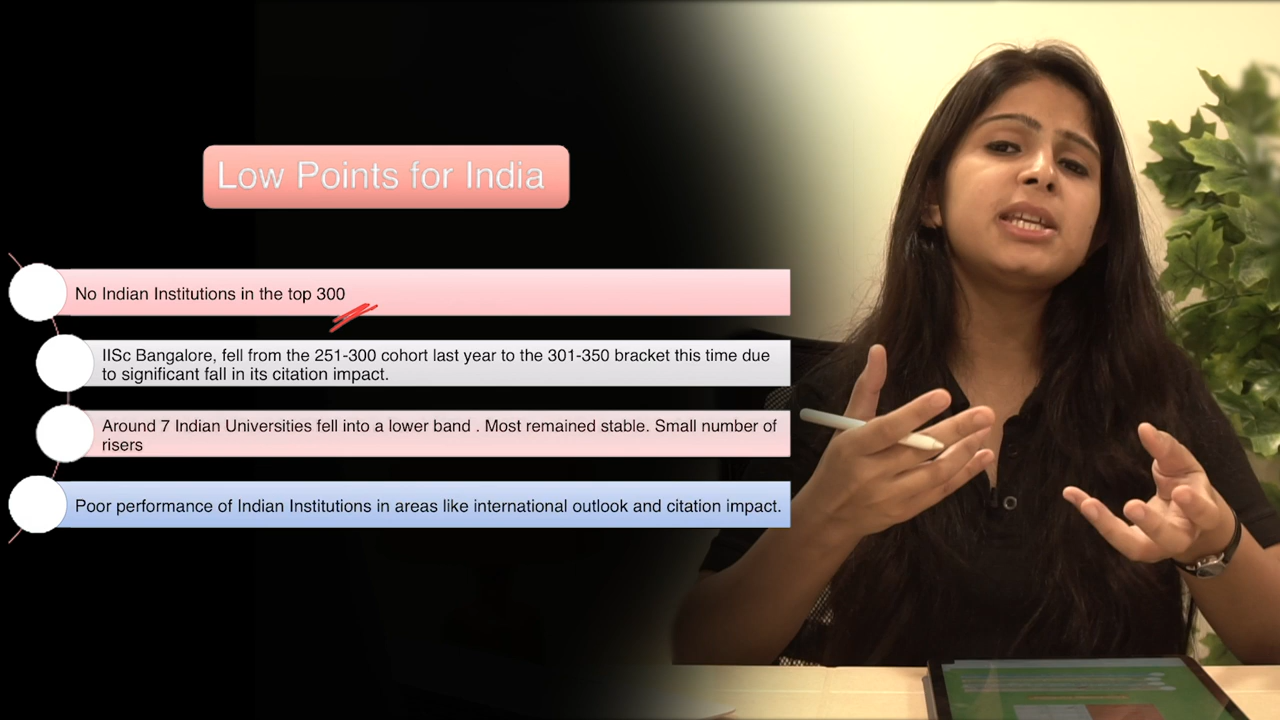 Low Points for India
No Indian Institutions in the top 300
IISc Bangalore, fell from the 251-300 cohort last year to the 301-350 bracket this time due
to significant fall in its citation impact.
Around 7 Indian Universities fell into a lower band . Most remained stable. Small number of
risers
Poor performance of Indian Institutions in areas like international outlook and citation impact.